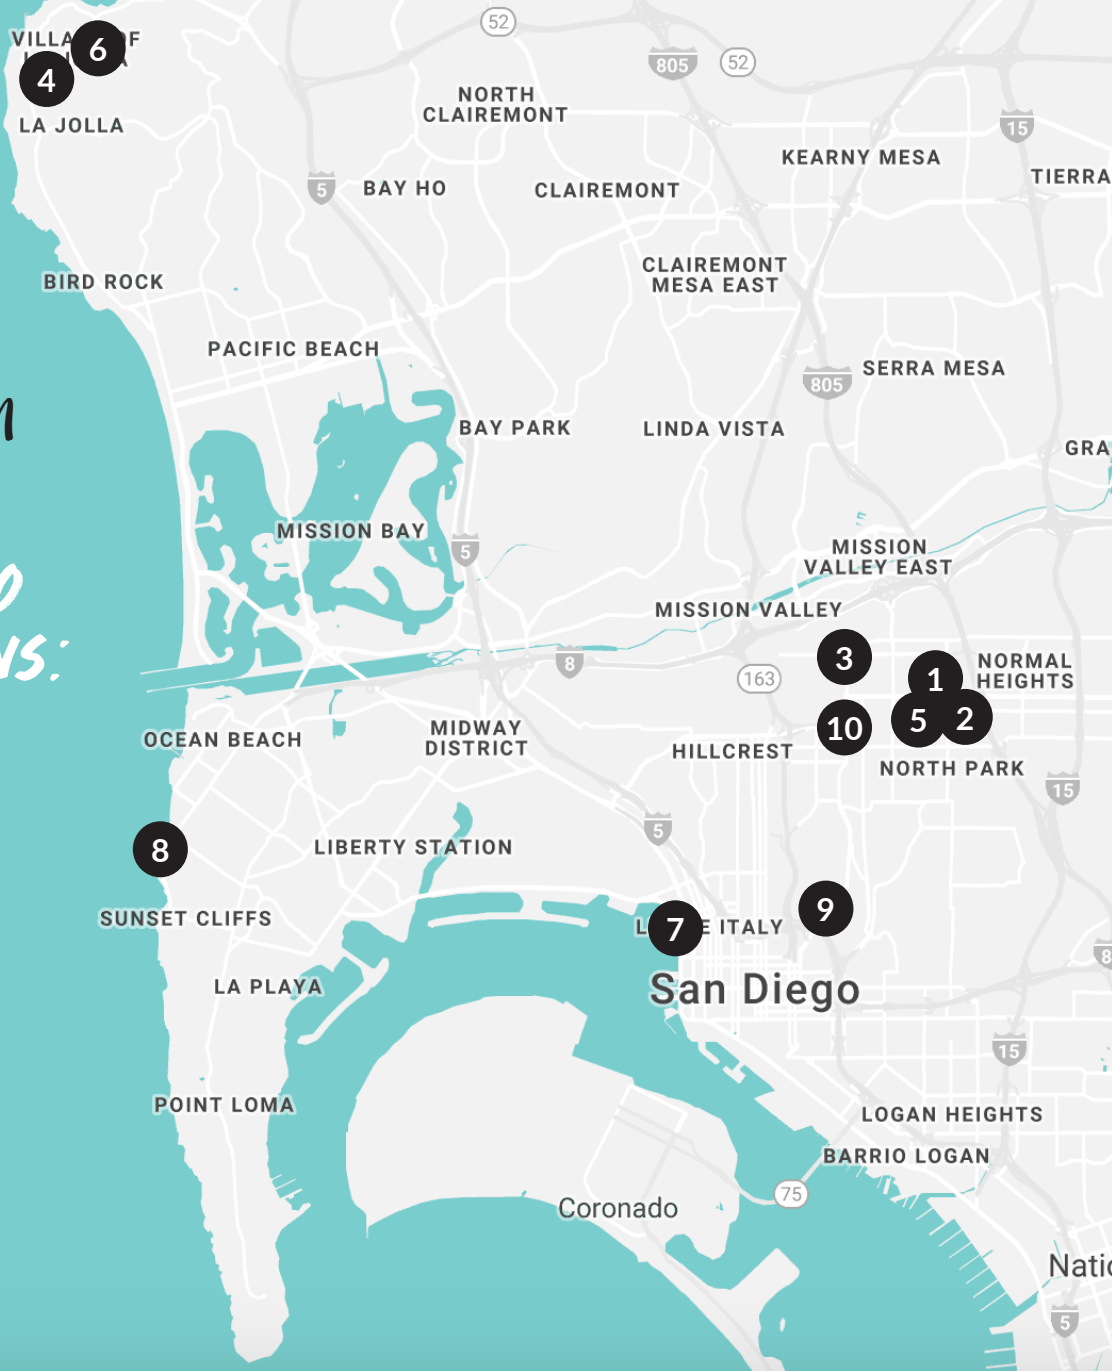 52
VILLA OF
6
805
52
4
NORTH
CLAIREMONT
LA JOLLA
15
KEARNY MESA
TIERRA
5
BAY HO
CLAIREMONT
CLAIREMONT
MESA EAST
BIRD ROCK
PACIFIC BEACH
SERRA MESA
805
BAY PARK
LINDA VISTA
GRA
MISSION BAY
5
MISSION
VALLEY EAST
MISSION VALLEY
3
8
163
1
NORMAL
HEIGHTS
5
2
10
OCEAN BEACH
MIDWAY
DISTRICT
HILLCREST
NORTH PARK
15
5
8
LIBERTY STATION
9
SUNSET CLIFFS
7
L E ITALY
8
LA PLAYA
San Diego
15
POINT LOMA
LOGAN HEIGHTS
BARRIO LOGAN
75
Coronado
Natio
5